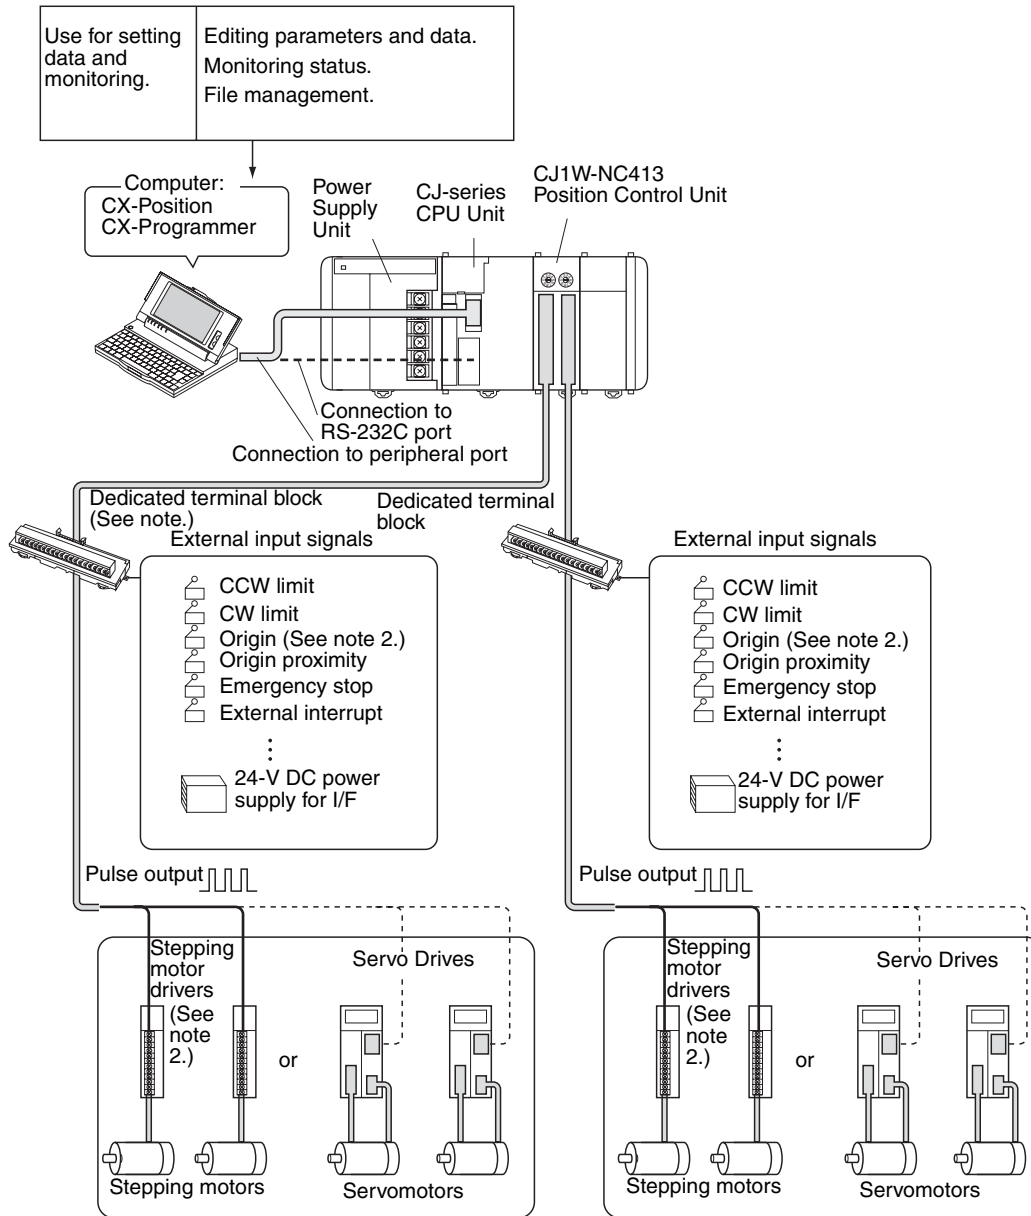 Use for setting
data and
monitoring.
Editing parameters and data.
Monitoring status.
File management.
Computer:
CX-Position
CX-Programmer
Power
Supply
Unit
CJ-series
CPU Unit
CJ1W-NC413
Position Control Unit
Connection to
RS-232C port
Connection to peripheral port
Dedicated terminal block
(See note.)
Dedicated terminal
block
External input signals
CCW limit
CW limit
Origin (See note 2.)
Origin proximity
Emergency stop
External interrupt
24-V DC power
supply for I/F
External input signals
CCW limit
CW limit
Origin (See note 2.)
Origin proximity
Emergency stop
External interrupt
24-V DC power
supply for I/F
Pulse output
Stepping
motor
drivers
(See
note
2.)
or
Servo Drives
Stepping motors
Servomotors
Pulse output
Stepping
motor
drivers
(See
note
2.)
or
Servo Drives
Stepping motors
Servomotors